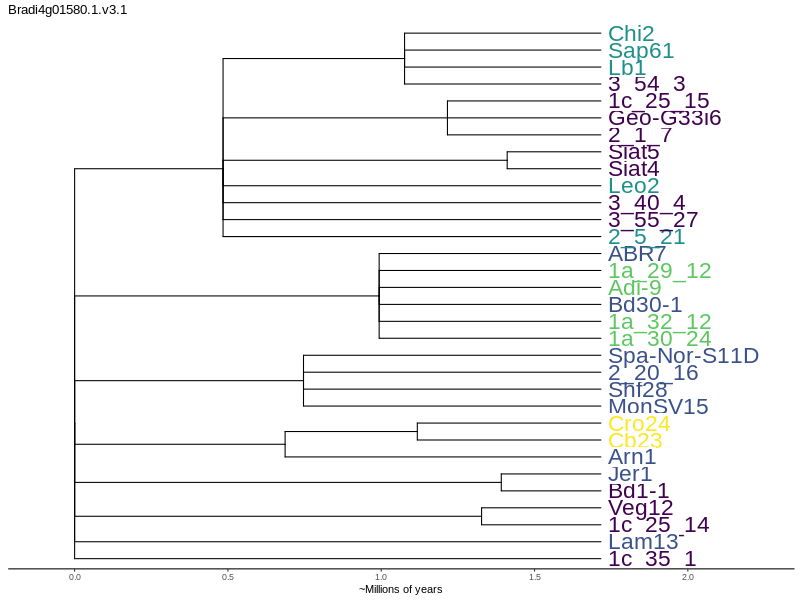 Bradi4g01580.1.v3.1
Chi2
Sap61
Lb1
3_54_3
1c_25_15
Geo-G33i6
2_1_7
Siat5
Siat4
Leo2
3_40_4
3_55_27
2_5_21
ABR7
1a_29_12
Adi-9
Bd30-1
1a_32_12
1a_30_24
Spa-Nor-S11D
2_20_16
Shf28
MonSV15
Cro24
Cb23
Arn1
Jer1
Bd1-1
Veg12
1c_25_14
Lam13
1c_35_1
0.0 0.5 1.0 1.5 2.0
~Millions of years